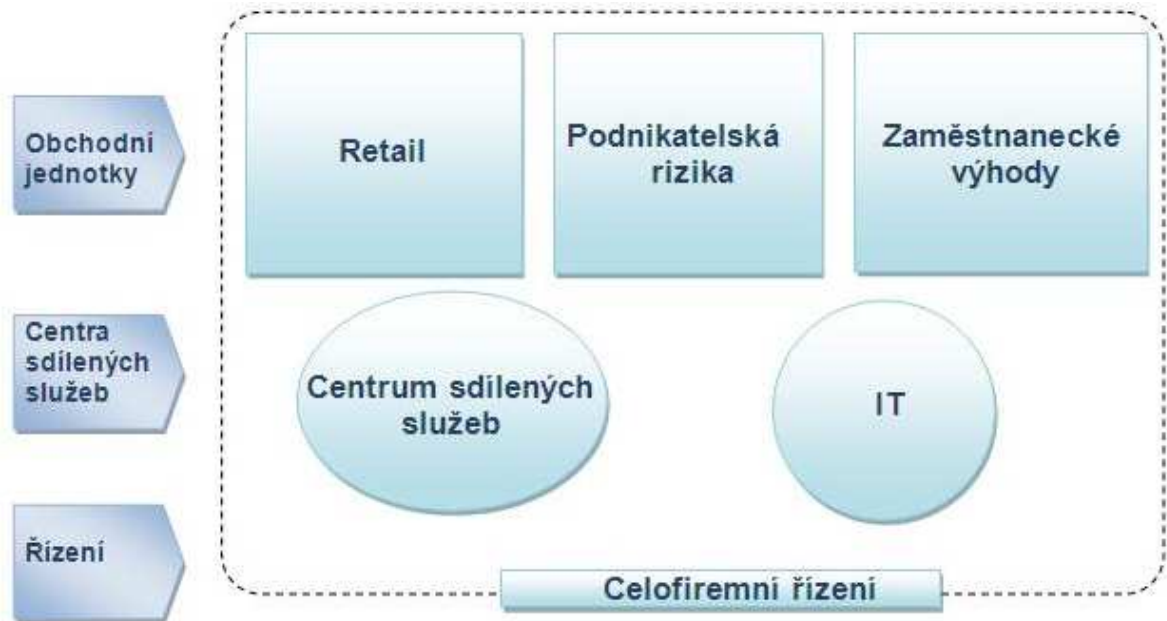 Obchodní
jednotky
Retail
Podnikatelská
rizika
Zaměstnanecké
výhody
Centra
sdílených
služeb
Centrum sdílených
služeb
IT
Řízení
Celofiremní řízení